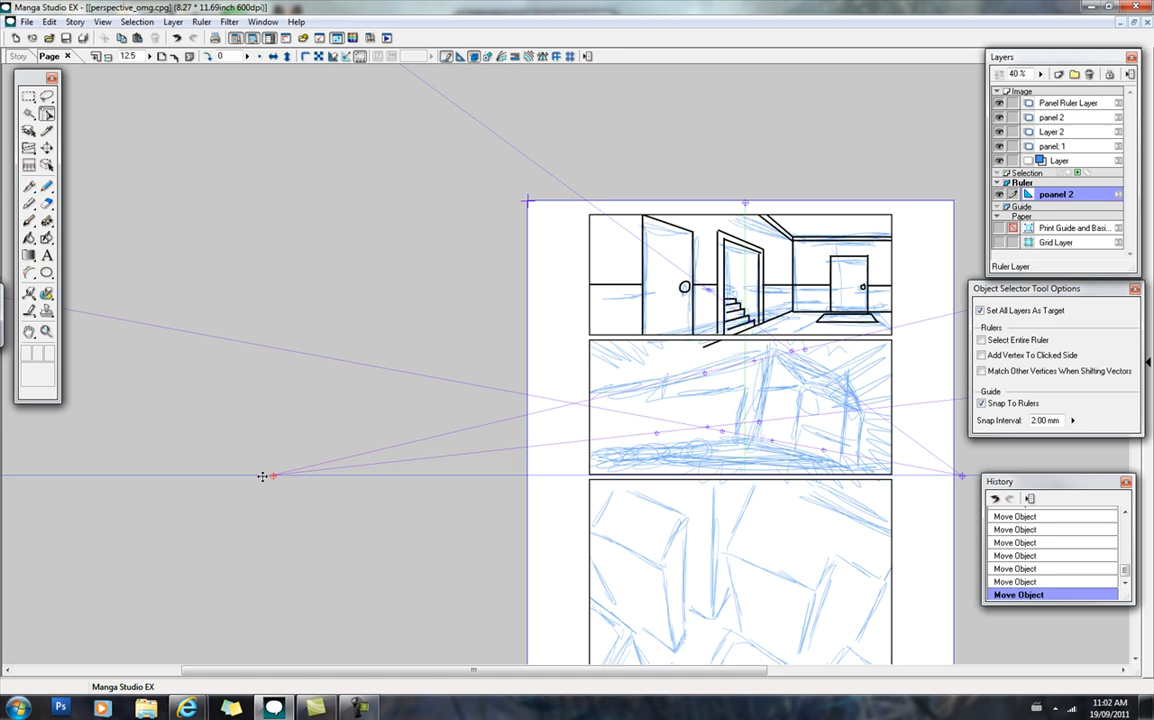 Manga Studio EX - [[perspective_omg.cpg] (8.27 * 11.69inch 600dpi)]
File Edit Story View Selection Layer Ruler Filter Window Help
Story Page 12.5 0
Layers
40 %
Image
Panel Ruler Layer
panel 2
Layer 2
panel; 1
Layer
Selection
Ruler
poanel 2
Guide
Paper
Print Guide and Basi...
Grid Layer
Ruler Layer
Object Selector Tool Options
Set All Layers As Target
Rulers
Select Entire Ruler
Add Vertex To Clicked Side
Match Other Vertices When Shifting Vectors
Guide
Snap To Rulers
Snap Interval: 2.00 mm
History
Move Object
Move Object
Move Object
Move Object
Move Object
Move Object
Move Object
Manga Studio EX
Ps
11:02 AM
19/09/2011